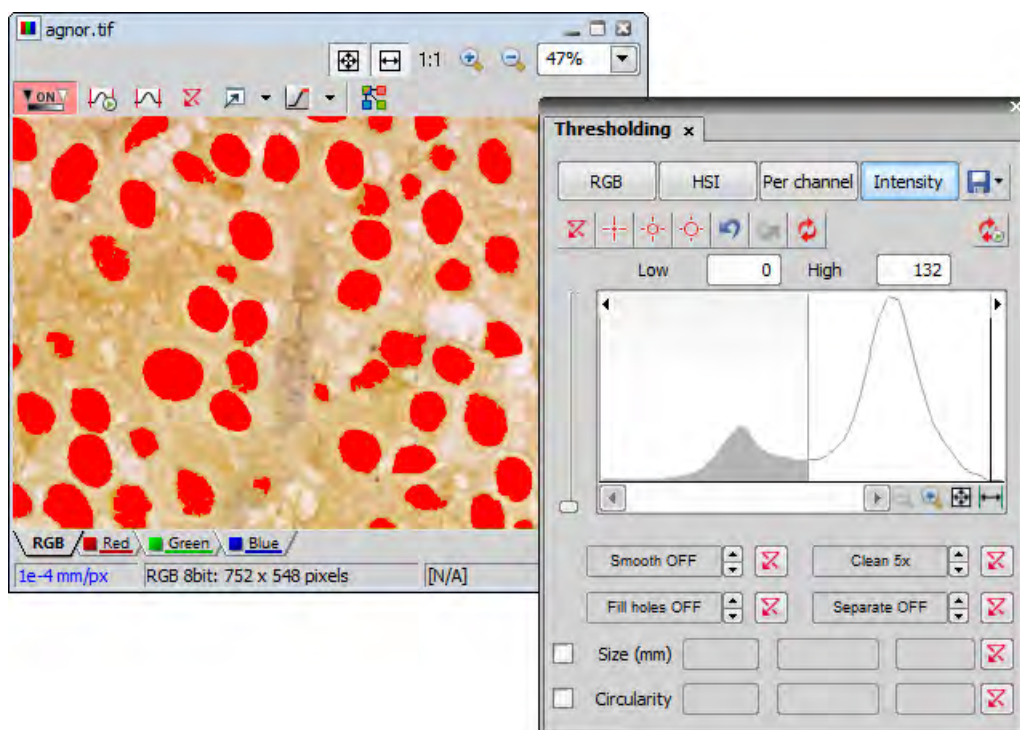 agnor.tif
1:1 47%
ON
RGB Red Green Blue
1e-4 mm/px RGB 8bit: 752 x 548 pixels [N/A]
Thresholding x
RGB HSI Per channel Intensity
Low 0 High 132
Smooth OFF Clean 5x
Fill holes OFF Separate OFF
Size (mm)
Circularity